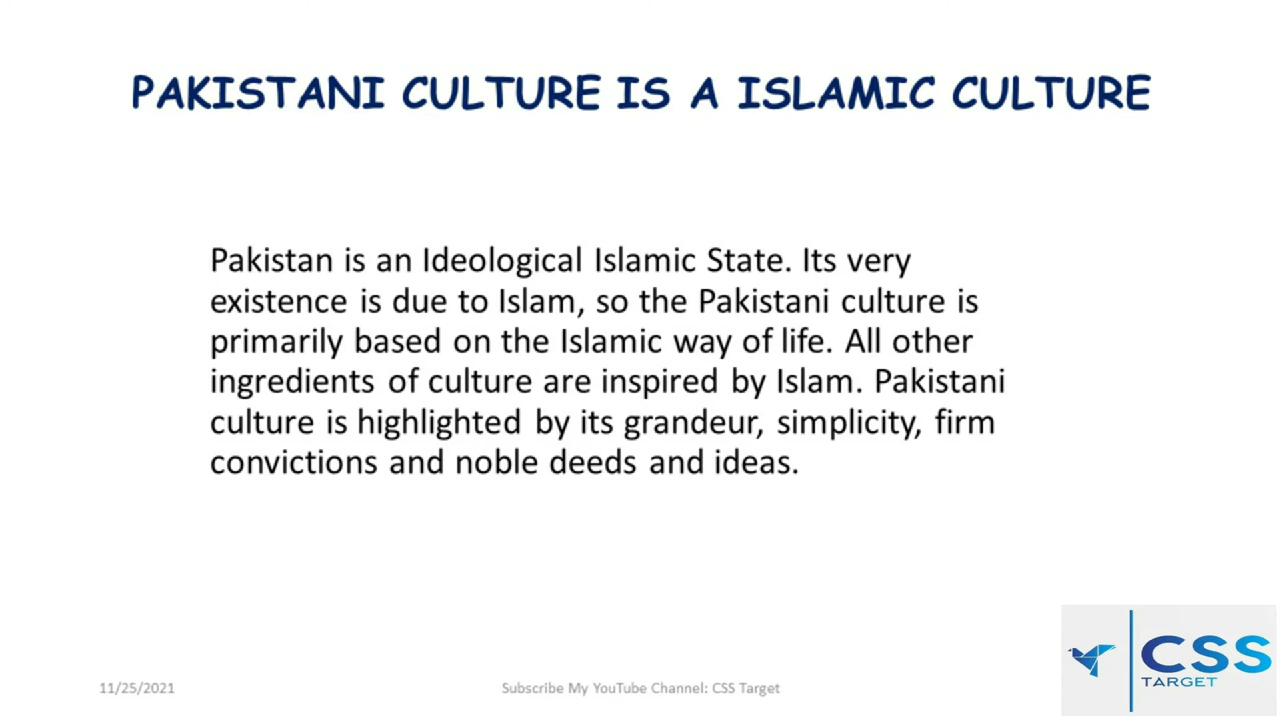 PAKISTANI CULTURE IS A ISLAMIC CULTURE
Pakistan is an Ideological Islamic State. Its very
existence is due to Islam, so the Pakistani culture is
primarily based on the Islamic way of life. All other
ingredients of culture are inspired by Islam. Pakistani
culture is highlighted by its grandeur, simplicity, firm
convictions and noble deeds and ideas.
11/25/2021
Subscribe My YouTube Channel: CSS Target
CSS
TARGET